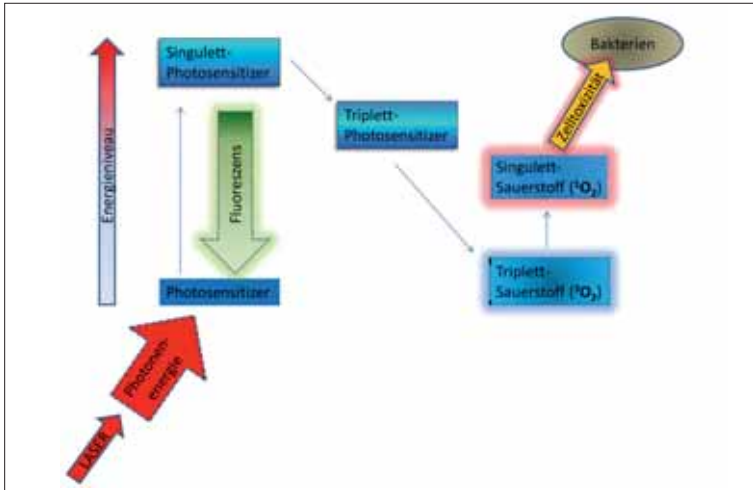 Singulett-
Photosensitizer
Triplett-
Photosensitizer
Bakterien
Zelltoxizität
Singulett-
Sauerstoff (¹O₂)
Energieniveau
Fluoreszens
Photosensitizer
Triplett-
Sauerstoff (³O₂)
Photonen-
energie
LASER